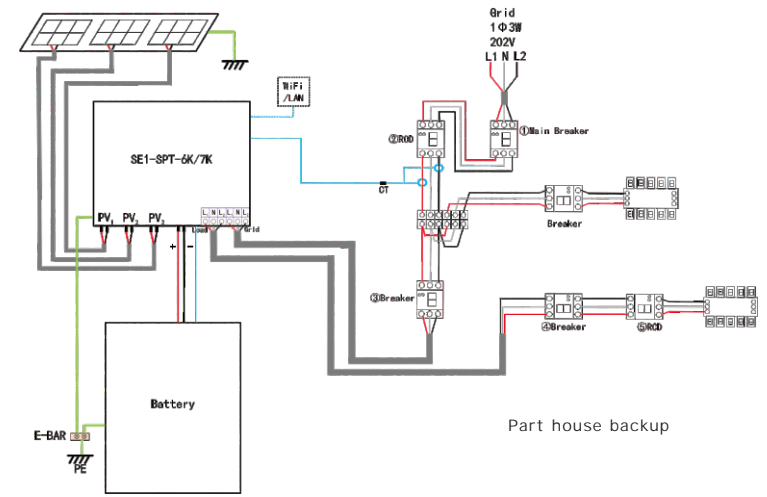 Grid
1Φ3W
202V
L1 N L2
WiFi
/LAN
①Main Breaker
②ROD
SE1-SPT-6K/7K
CT
PV1 PV2 PV3
L N L L N L
Load
Grid
+ -
Breaker
③Breaker
④Breaker
⑤RCD
Battery
E-BAR
PE
Part house backup